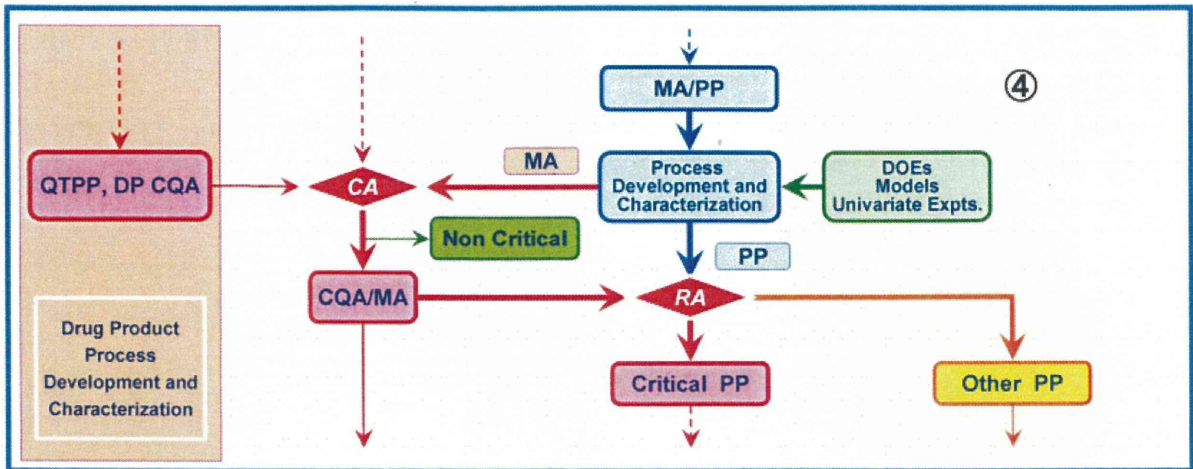 ④
MA/PP
QTPP, DP CQA
CA
MA
Process
Development and
Characterization
DOEs
Models
Univariate Expts.
Non Critical
PP
CQA/MA
RA
Drug Product
Process
Development and
Characterization
Critical PP
Other PP